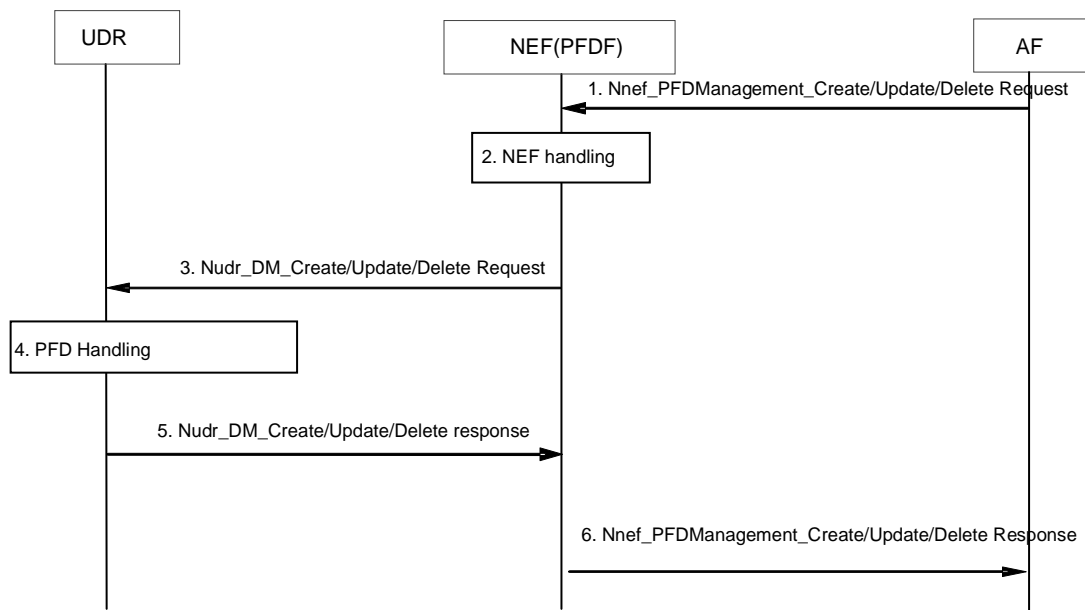 UDR
NEF(PFDF)
AF
1. Nnef_PFDManagement_Create/Update/Delete Request
2. NEF handling
3. Nudr_DM_Create/Update/Delete Request
4. PFD Handling
5. Nudr_DM_Create/Update/Delete response
6. Nnef_PFDManagement_Create/Update/Delete Response